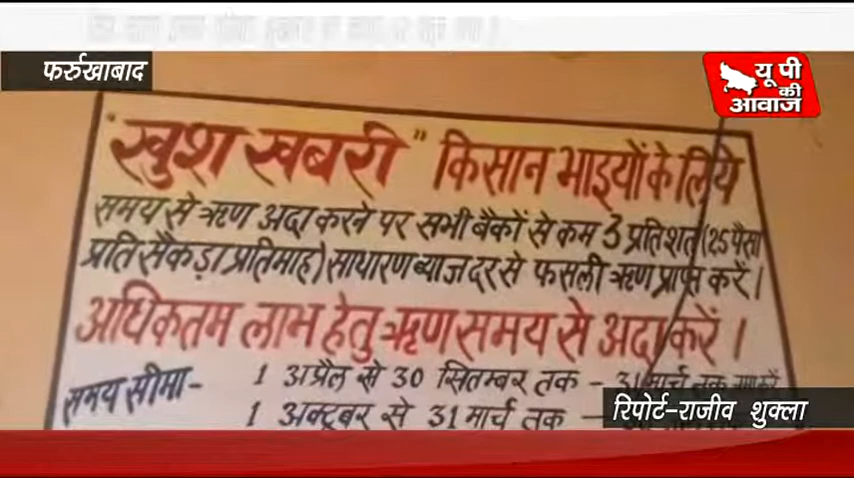 फर्रुखाबाद
यू पी
की
आवाज
"खुश खबरी" किसान भाइयों के लिये
समय से ऋण अदा करने पर सभी बैकों से कम 3 प्रतिशत (25 पैसा
प्रति सैकड़ा प्रतिमाह) साधारण ब्याज दर से फसली ऋण प्राप्त करें।
अधिकतम लाभ हेतु ऋण समय से अदा करें।
समय सीमा- 1 अप्रैल से 30 सितम्बर तक - 31 मार्च तक
1 अक्टूबर से 31 मार्च तक -
रिपोर्ट-राजीव शुक्ला